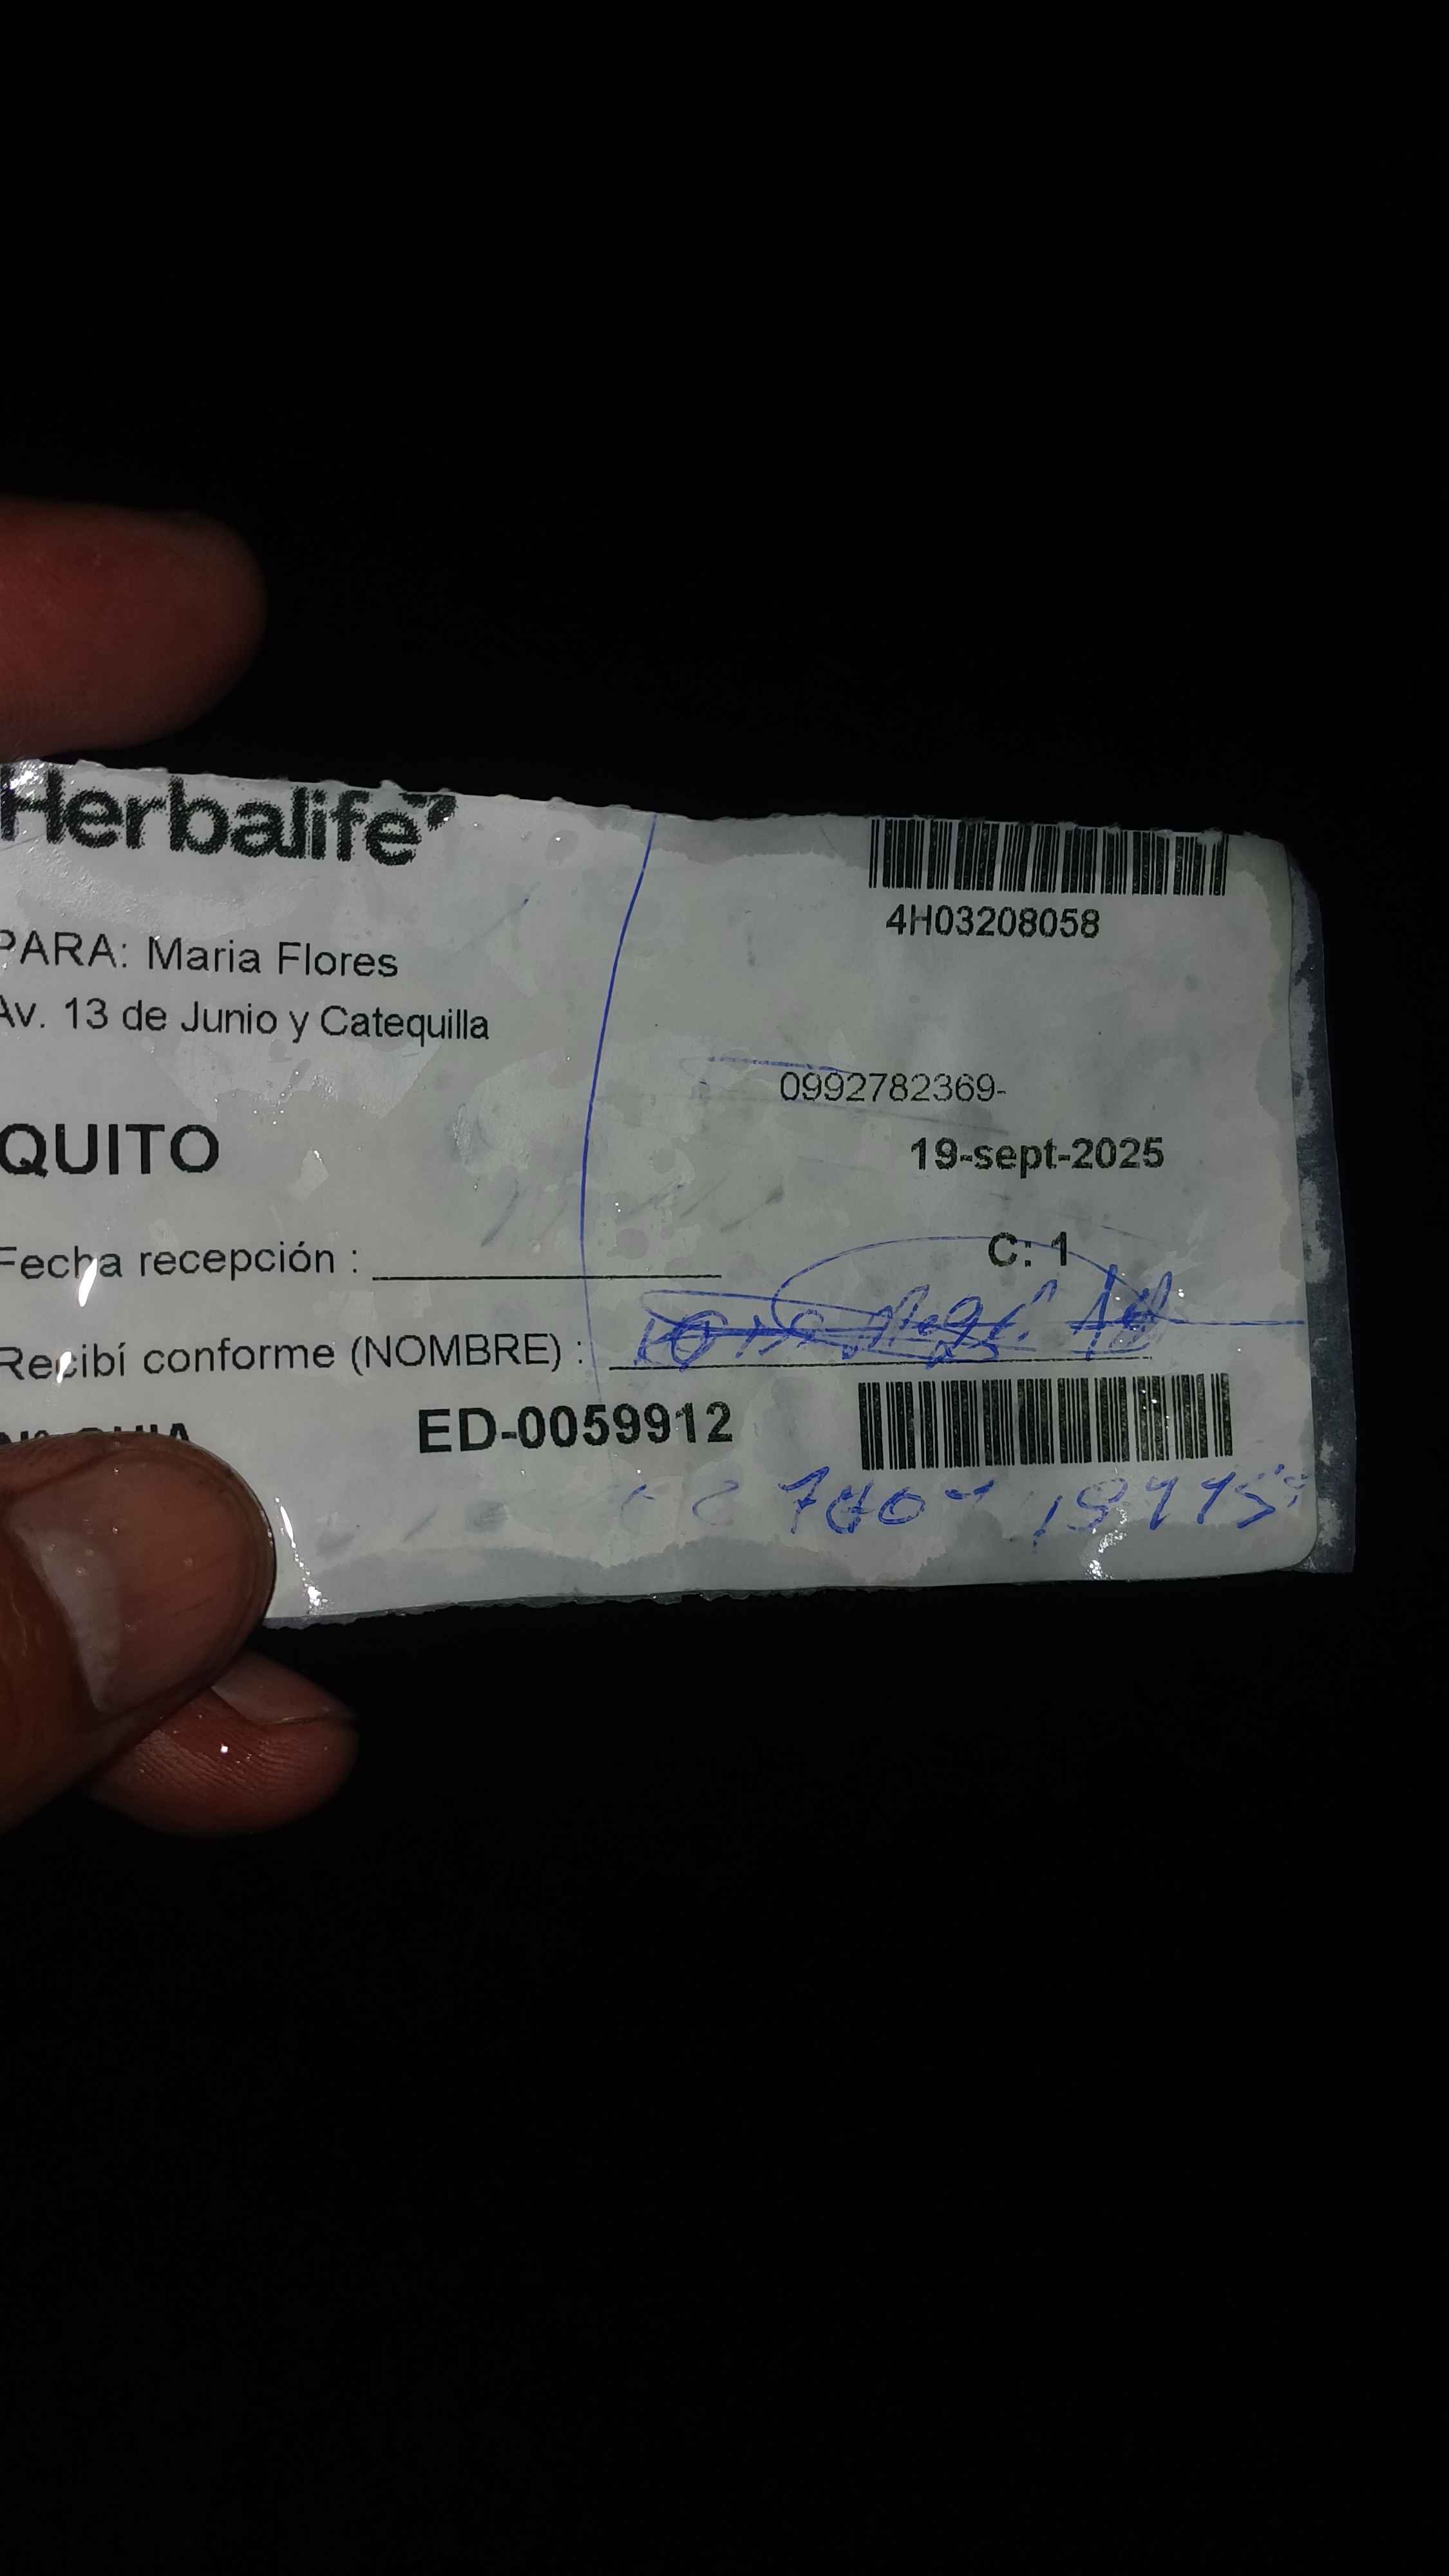 Herbalife
4H03208058
PARA: Maria Flores
Av. 13 de Junio y Catequilla
0992782369-
QUITO
19-sept-2025
Fecha recepción :
C: 1
Recibí conforme (NOMBRE) :
ED-0059912